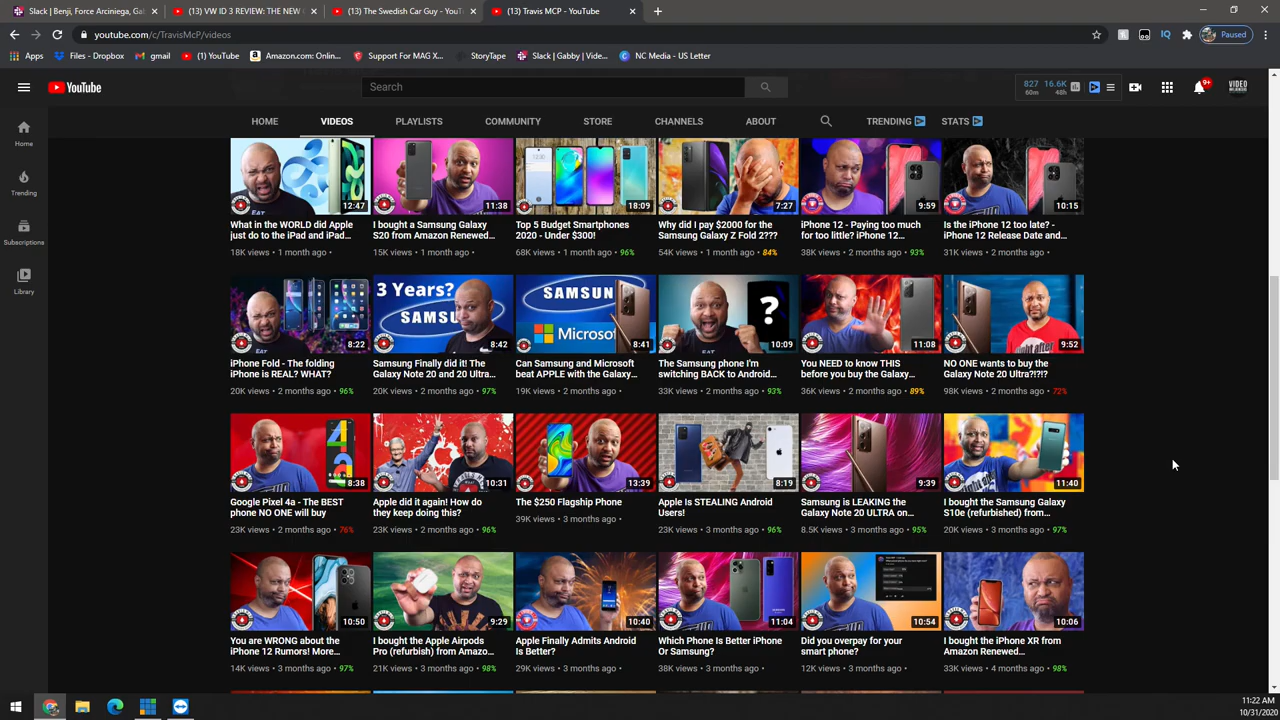 Slack | Benji, Force Arciniega, Ga
(13) VW ID 3 REVIEW: THE NEW
(13) The Swedish Car Guy - YouT
(13) Travis MCP - YouTube
youtube.com/c/TravisMcP/videos
Paused
Apps
Files - Dropbox
gmail
(1) YouTube
Amazon.com: Onlin...
Support For MAG X...
StoryTape
Slack | Gabby | Vide...
NC Media - US Letter
YouTube
Search
827 60m
16.6K 48h
9+
HOME
VIDEOS
PLAYLISTS
COMMUNITY
STORE
CHANNELS
ABOUT
TRENDING
STATS
Home
Trending
Subscriptions
Library
12:47
11:38
18:09
7:27
9:59
10:15
What in the WORLD did Apple just do to the iPad and iPad...
18K views • 1 month ago •
I bought a Samsung Galaxy S20 from Amazon Renewed...
15K views • 1 month ago •
Top 5 Budget Smartphones 2020 - Under $300!
68K views • 1 month ago • 96%
Why did I pay $2000 for the Samsung Galaxy Z Fold 2???
54K views • 1 month ago • 84%
iPhone 12 - Paying too much for too little? iPhone 12...
38K views • 2 months ago • 93%
Is the iPhone 12 too late? - iPhone 12 Release Date and...
31K views • 2 months ago •
3 Years?
SAMSU
SAMSUN
Microsof
?
8:22
8:42
8:41
10:09
11:08
9:52
iPhone Fold - The folding iPhone is REAL? WHAT?
20K views • 2 months ago • 96%
Samsung Finally did it! The Galaxy Note 20 and 20 Ultra...
20K views • 2 months ago • 97%
Can Samsung and Microsoft beat APPLE with the Galaxy...
19K views • 2 months ago •
The Samsung phone I'm switching BACK to Android...
33K views • 2 months ago • 93%
You NEED to know THIS before you buy the Galaxy...
36K views • 2 months ago • 89%
NO ONE wants to buy the Galaxy Note 20 Ultra?!??
98K views • 2 months ago • 72%
8:38
10:31
13:39
8:19
9:39
11:40
Google Pixel 4a - The BEST phone NO ONE will buy
23K views • 2 months ago • 76%
Apple did it again! How do they keep doing this?
23K views • 2 months ago • 96%
The $250 Flagship Phone
39K views • 3 months ago •
Apple Is STEALING Android Users!
23K views • 3 months ago • 96%
Samsung is LEAKING the Galaxy Note 20 ULTRA on...
8.5K views • 3 months ago • 95%
I bought the Samsung Galaxy S10e (refurbished) from...
20K views • 3 months ago • 97%
10:50
9:29
10:40
11:04
10:54
10:06
You are WRONG about the iPhone 12 Rumors! More...
14K views • 3 months ago • 97%
I bought the Apple Airpods Pro (refurbish) from Amazo...
21K views • 3 months ago • 98%
Apple Finally Admits Android Is Better?
29K views • 3 months ago •
Which Phone Is Better iPhone Or Samsung?
38K views • 3 months ago •
Did you overpay for your smart phone?
12K views • 3 months ago •
I bought the iPhone XR from Amazon Renewed...
33K views • 4 months ago • 98%
11:22 AM
10/31/2020